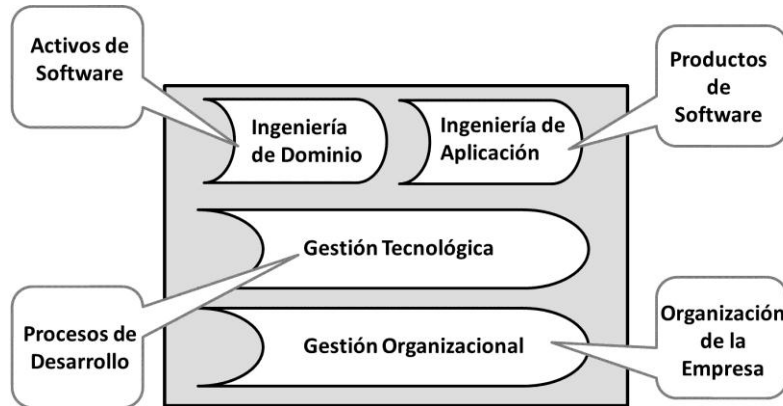 Activos de
Software
Productos
de
Software
Ingeniería
de Dominio
Ingeniería de
Aplicación
Gestión Tecnológica
Procesos de
Desarrollo
Gestión Organizacional
Organización
de la
Empresa